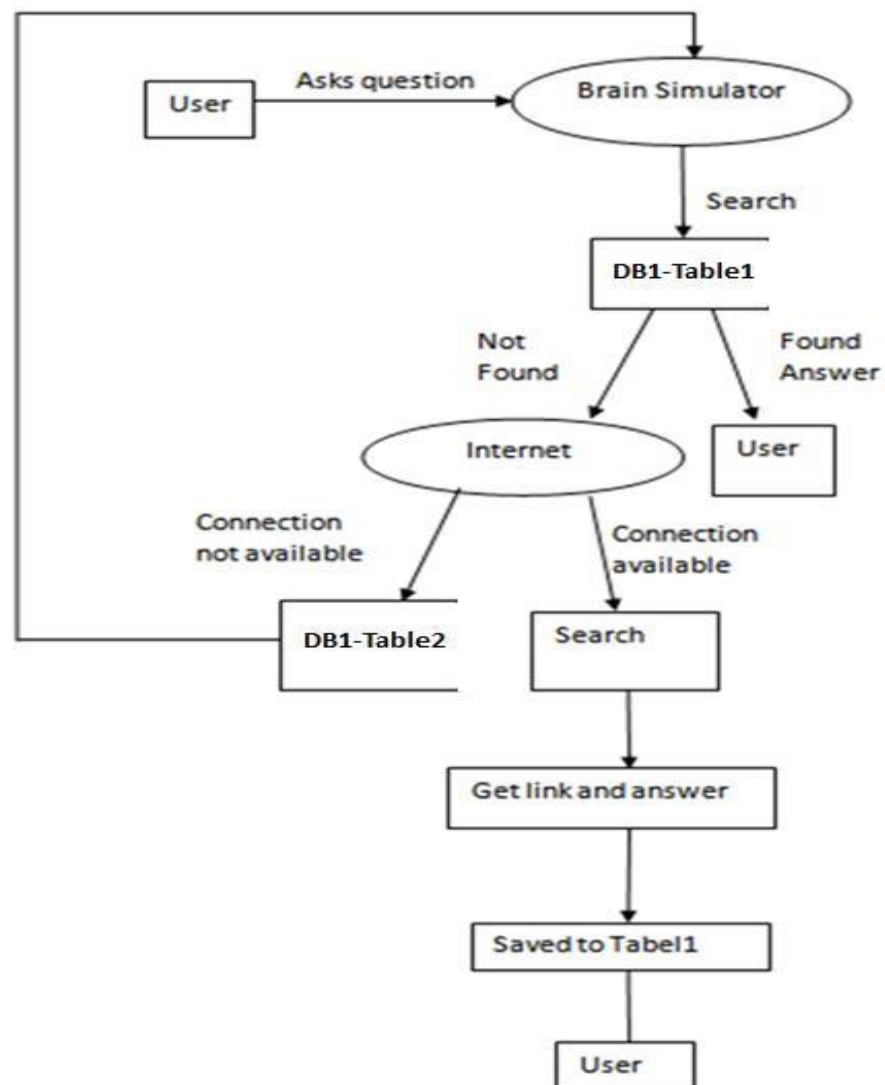 Asks question
User
Brain Simulator
Search
DB1-Table1
Not
Found
Found
Answer
Internet
User
Connection
not available
Connection
available
DB1-Table2
Search
Get link and answer
Saved to Tabel1
User